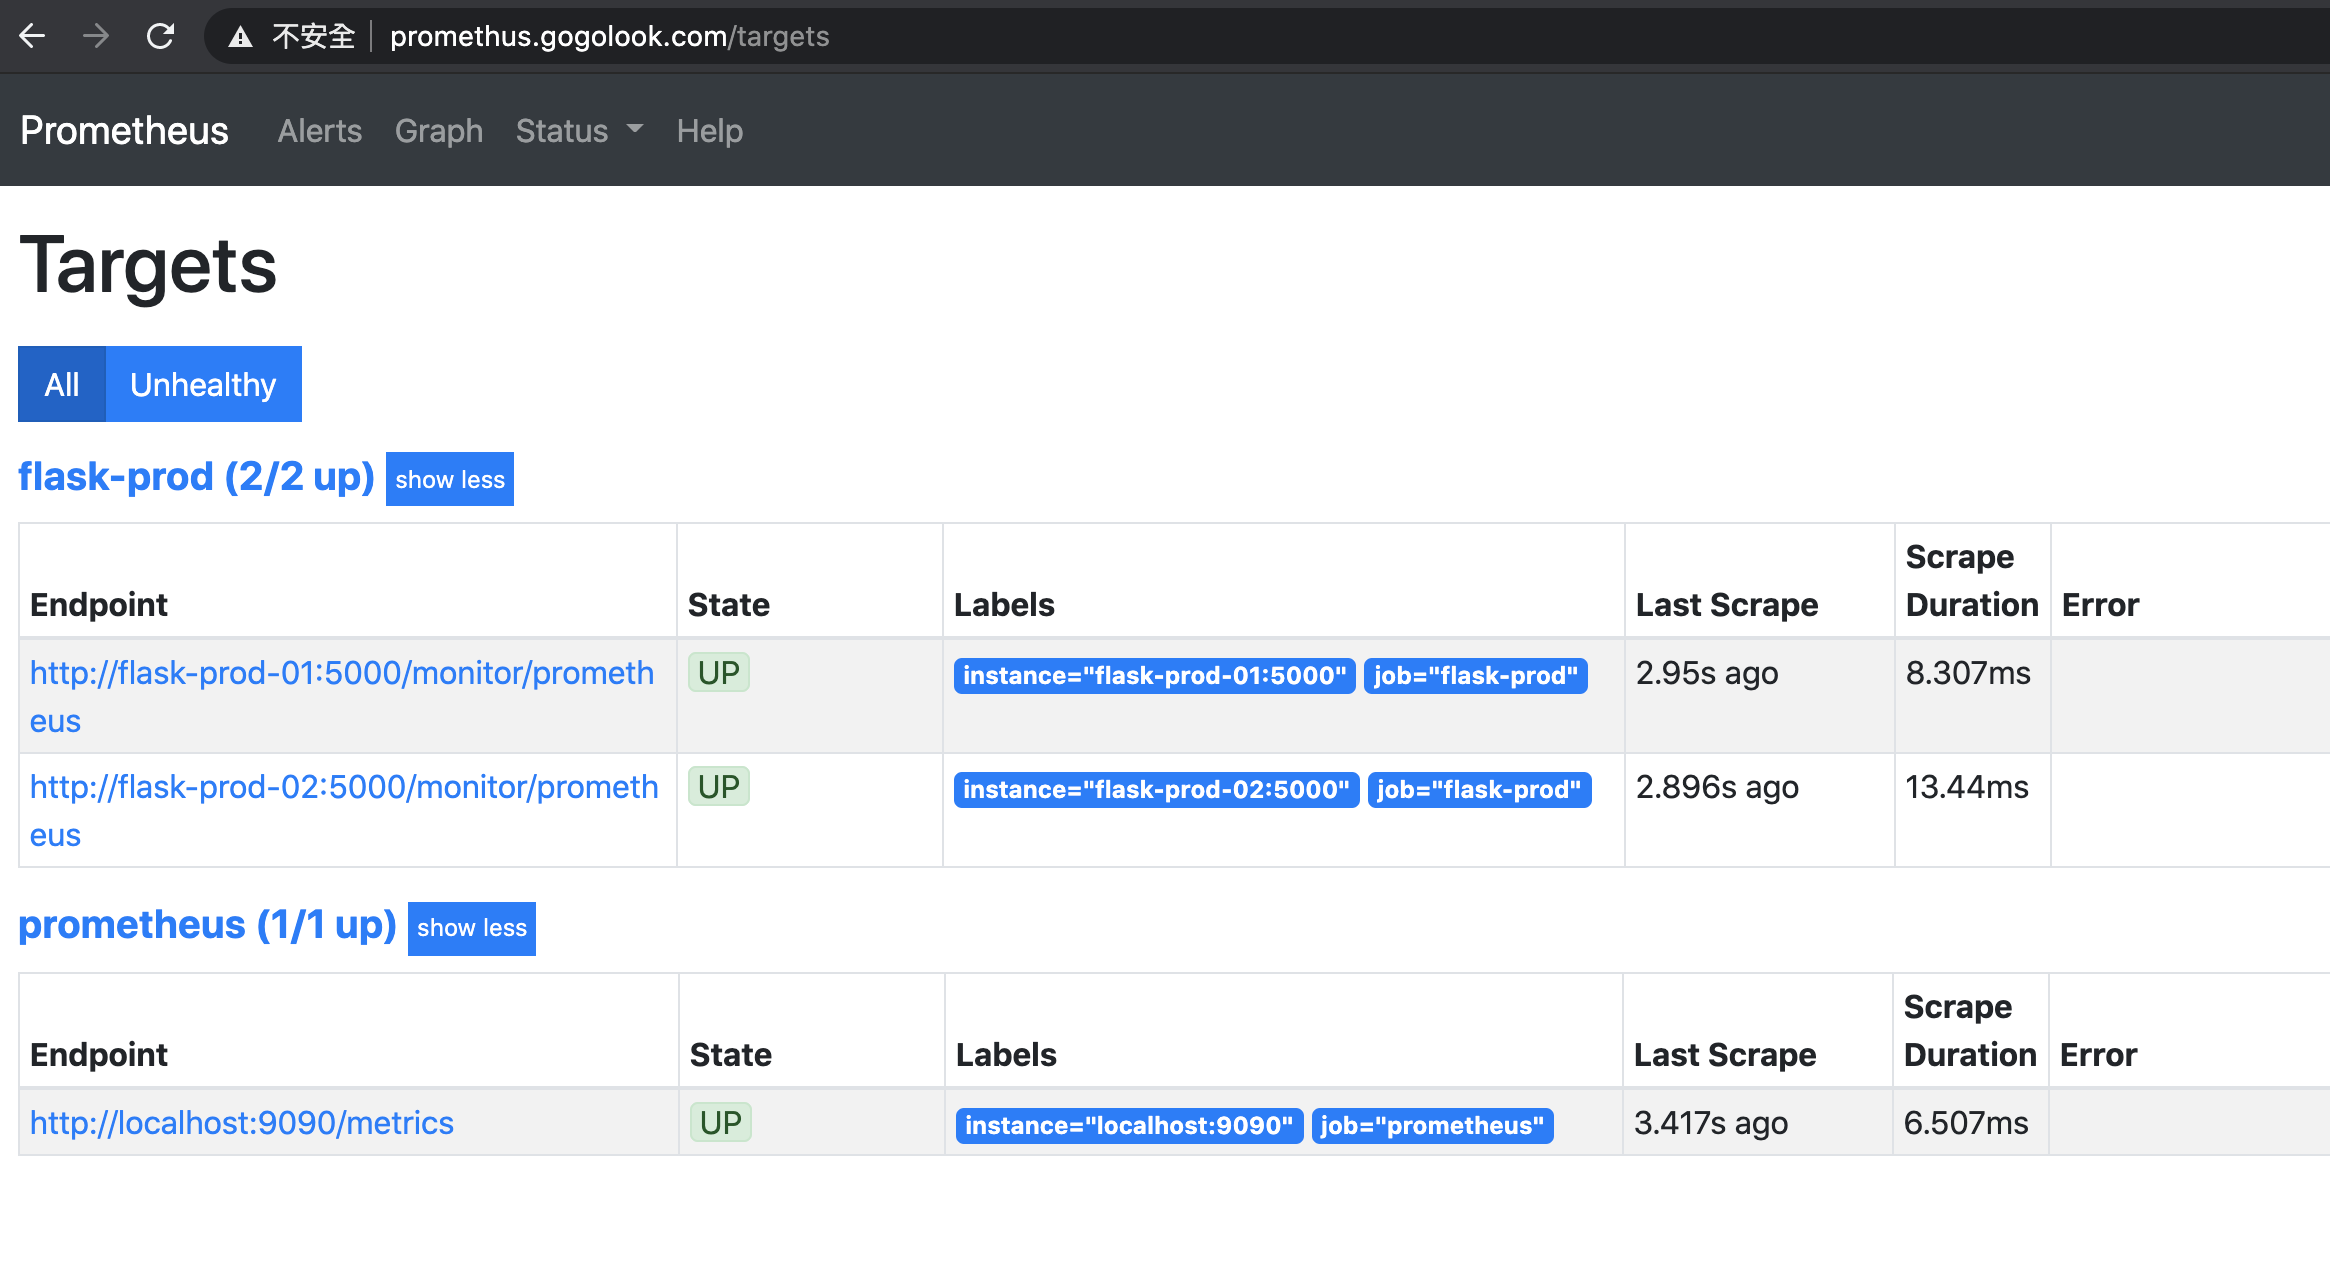 不安全 promethus.gogolook.com/targets
Prometheus Alerts Graph Status Help
Targets
All Unhealthy
flask-prod (2/2 up) show less
Endpoint State Labels Last Scrape Scrape Duration Error
http://flask-prod-01:5000/monitor/prometh
eus UP instance="flask-prod-01:5000" job="flask-prod" 2.95s ago 8.307ms
http://flask-prod-02:5000/monitor/prometh
eus UP instance="flask-prod-02:5000" job="flask-prod" 2.896s ago 13.44ms
prometheus (1/1 up) show less
Endpoint State Labels Last Scrape Scrape Duration Error
http://localhost:9090/metrics UP instance="localhost:9090" job="prometheus" 3.417s ago 6.507ms